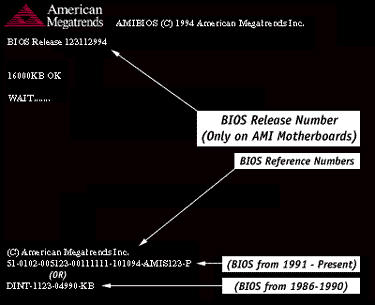 American
Megatrends
AMIBIOS (C) 1994 American Megatrends Inc.
BIOS Release 123112994
16000KB OK
WAIT......
BIOS Release Number
(Only on AMI Motherboards)
BIOS Reference Numbers
(C) American Megatrends Inc.
51-0102-005123-00111111-101094-AMIS123-P
(BIOS from 1991 - Present)
(OR)
DINT-1123-04990-KB
(BIOS from 1986-1990)